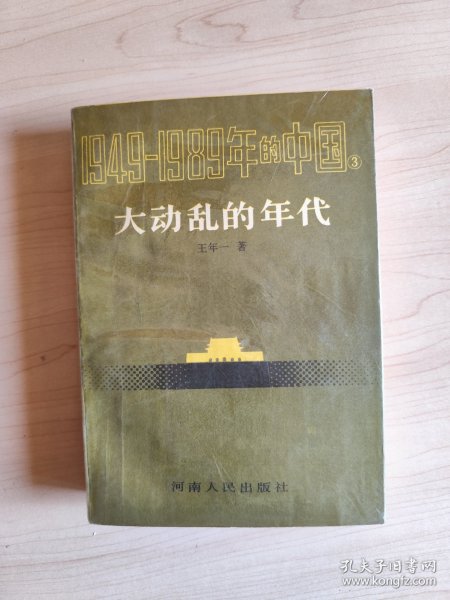 1949-1989年的中国③
大动乱的年代
王年一 著
河南人民出版社
孔夫子旧书网
www.kongfz.com